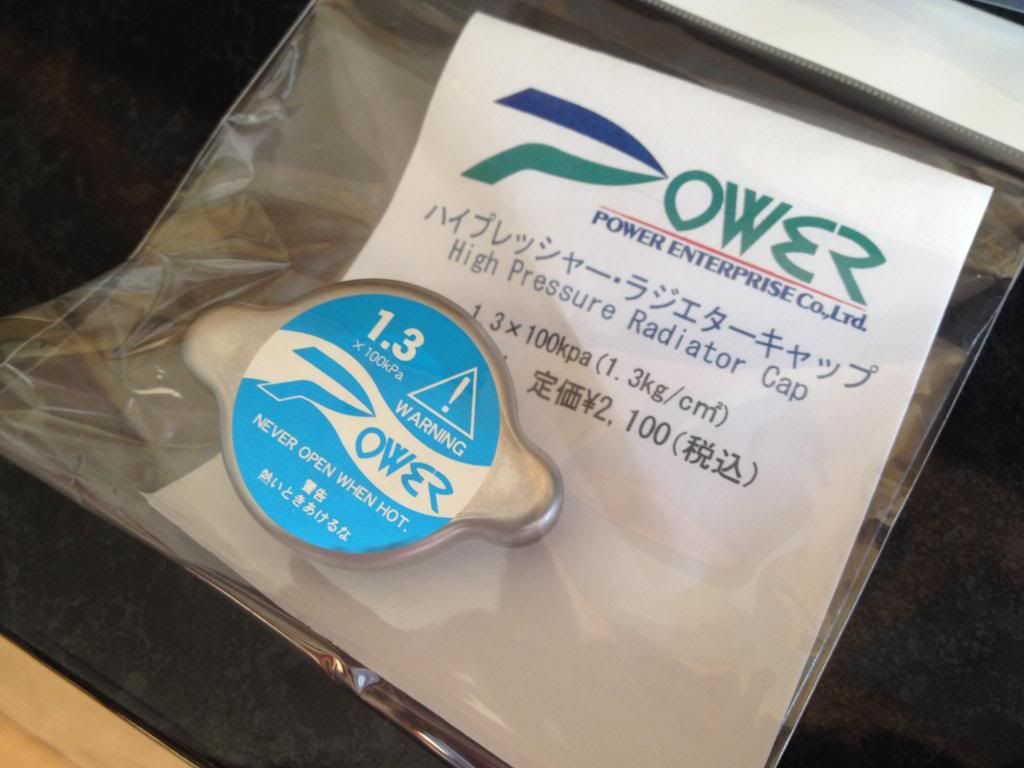 POWER
POWER ENTERPRISE Co.,Ltd.
ハイプレッシャー・ラジエターキャップ
High Pressure Radiator Cap
1.3×100kpa(1.3kg/c㎡)
定価¥2,100(税込)
1.3
×100kPa
WARNING
POWER
NEVER OPEN WHEN HOT.
警告
熱いときあけるな